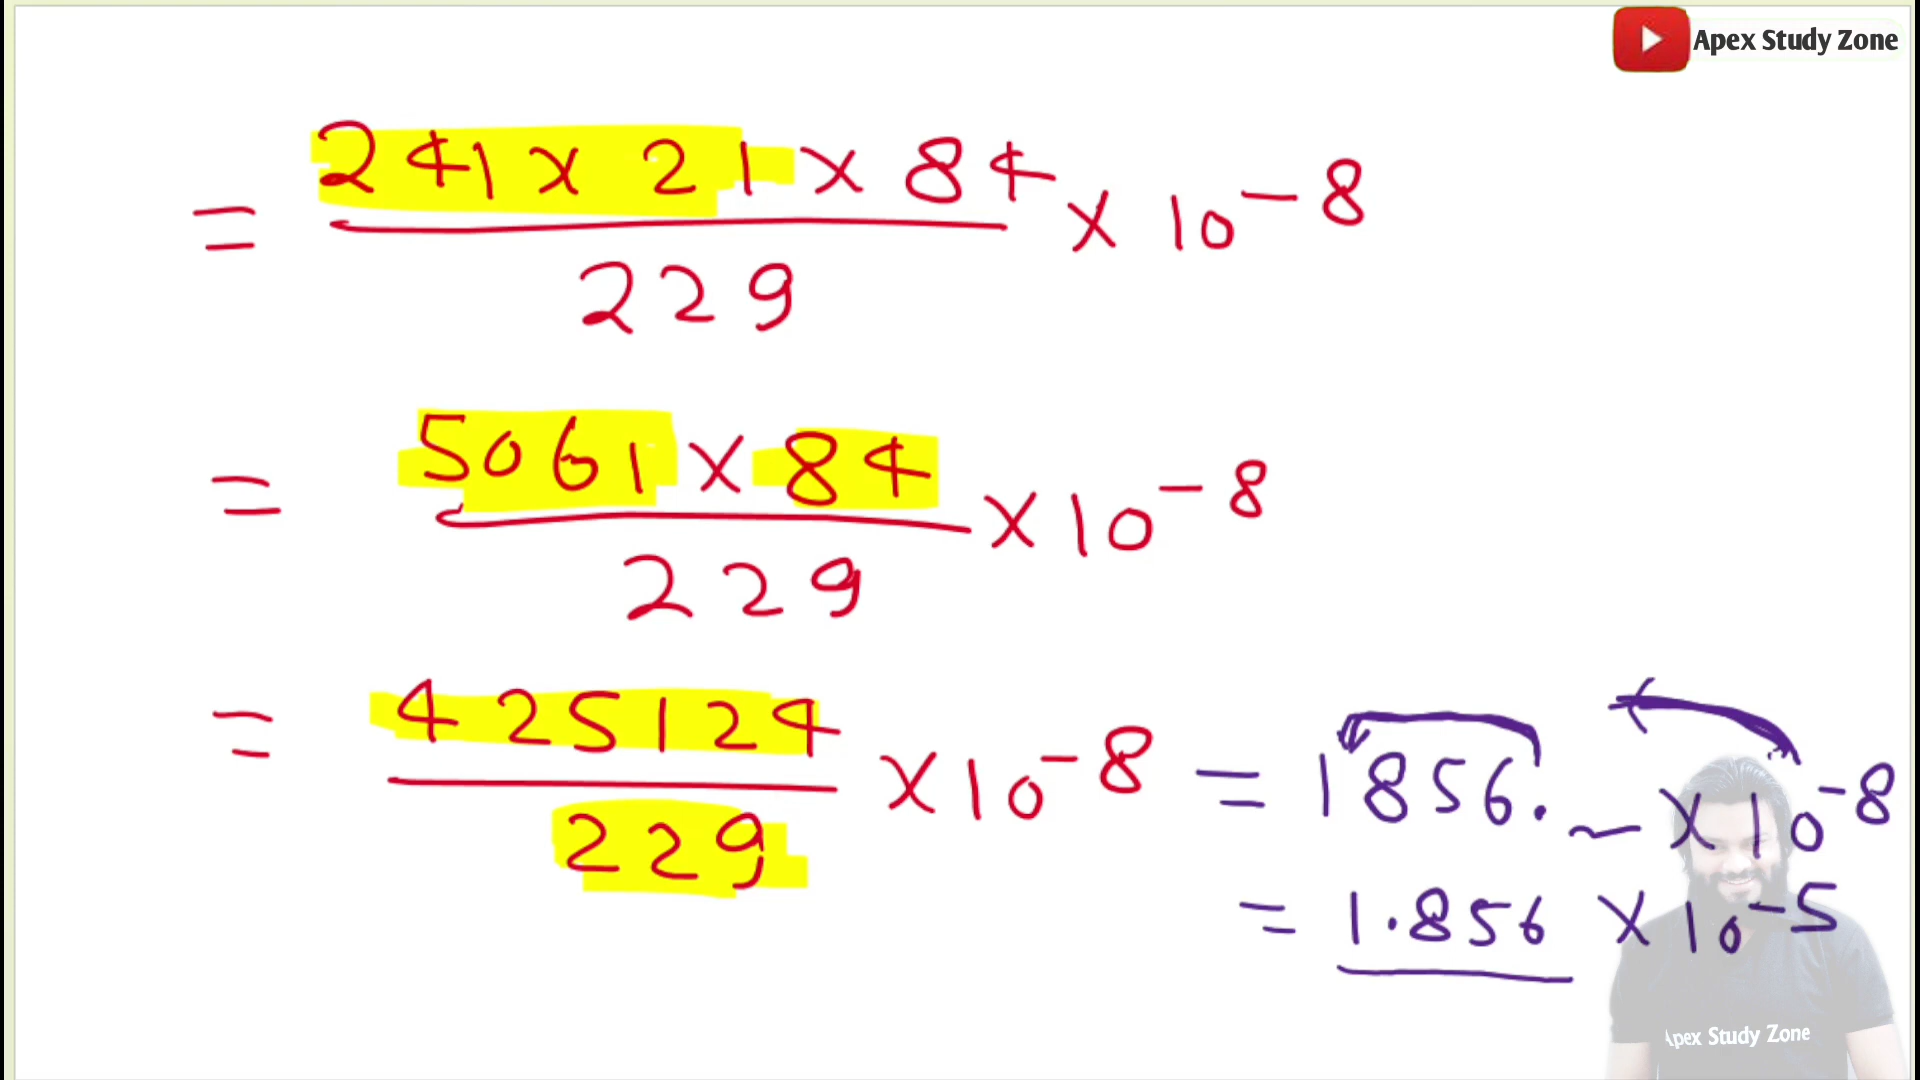 Apex Study Zone
= 241 x 21 x 84 / 229 x 10^-8
= 5061 x 84 / 229 x 10^-8
= 425124 / 229 x 10^-8 = 1856. ~ x 10^-8
= 1.856 x 10^-5
Apex Study Zone